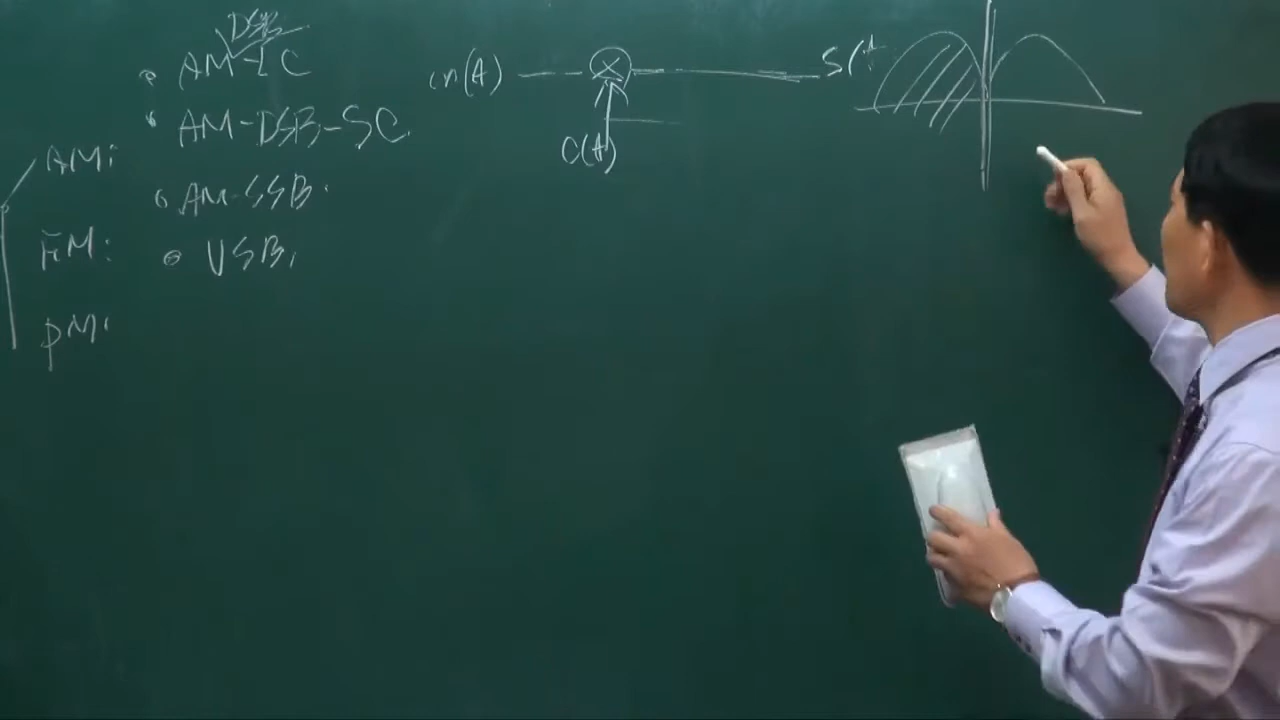 DSB
AM-LC
AM-DSB-SC
AM-SSB.
VSB,
AM:
FM:
PM:
m(t)
×
c(t)
S(t